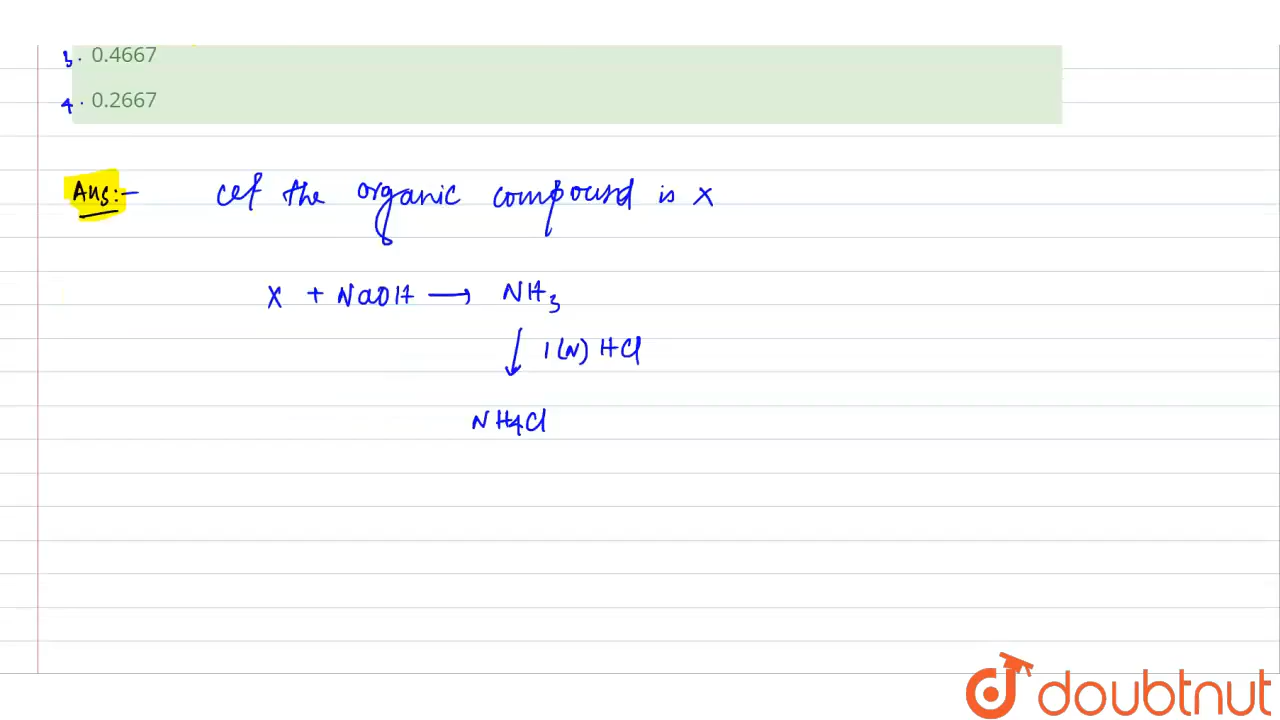 3. 0.4667
4. 0.2667
Ans:- Let the organic compound is X
X + NaOH → NH3
↓ 1(N) HCl
NH4Cl
doubtnut